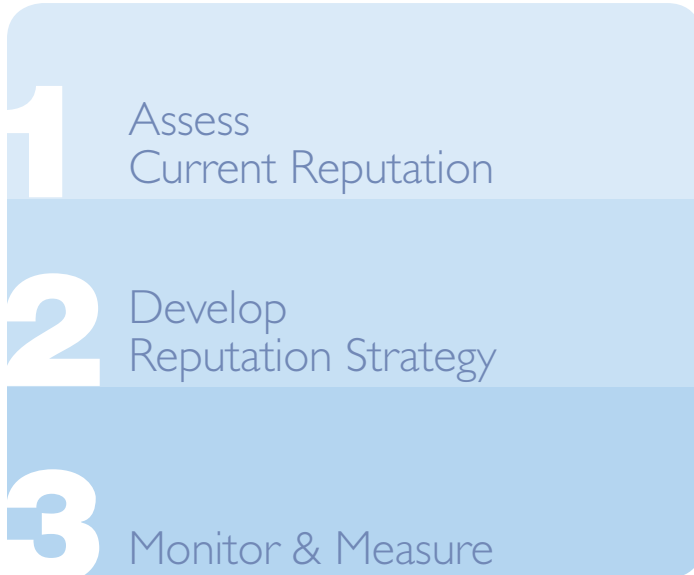 1
Assess
Current Reputation
2
Develop
Reputation Strategy
3
Monitor & Measure